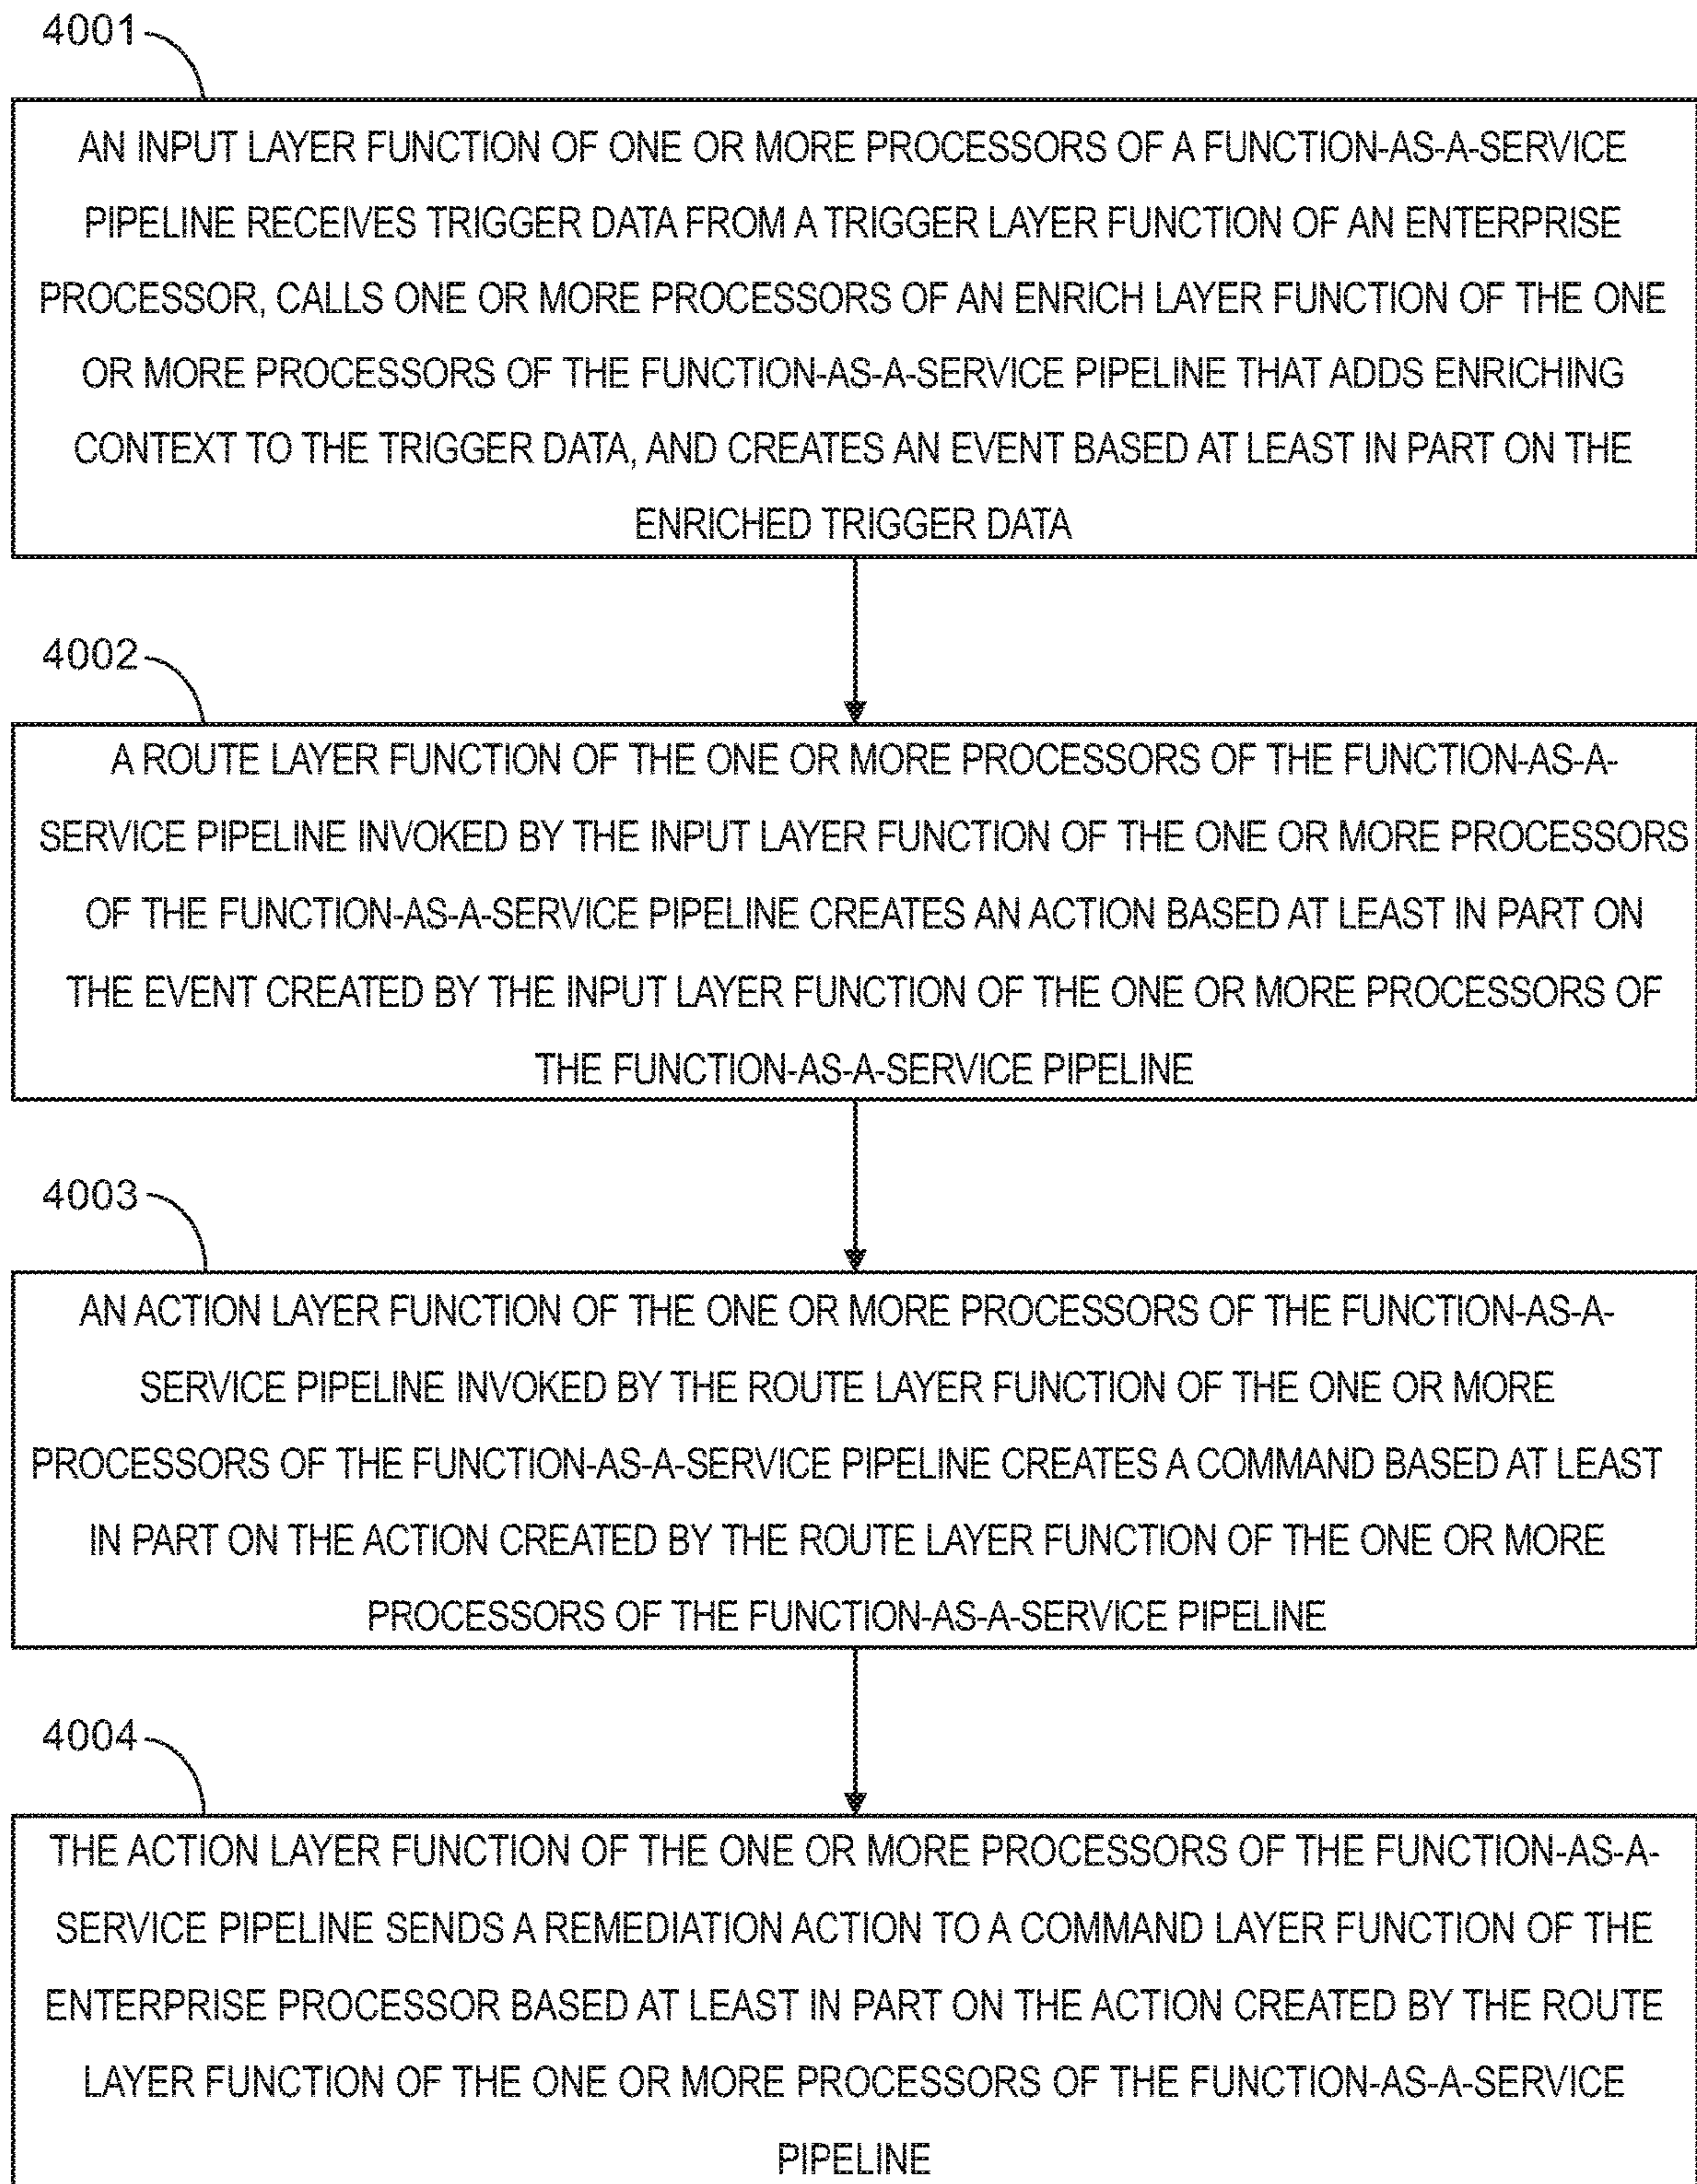 4001
AN INPUT LAYER FUNCTION OF ONE OR MORE PROCESSORS OF A FUNCTION-AS-A-SERVICE
PIPELINE RECEIVES TRIGGER DATA FROM A TRIGGER LAYER FUNCTION OF AN ENTERPRISE
PROCESSOR, CALLS ONE OR MORE PROCESSORS OF AN ENRICH LAYER FUNCTION OF THE ONE
OR MORE PROCESSORS OF THE FUNCTION-AS-A-SERVICE PIPELINE THAT ADDS ENRICHING
CONTEXT TO THE TRIGGER DATA, AND CREATES AN EVENT BASED AT LEAST IN PART ON THE
ENRICHED TRIGGER DATA
4002
A ROUTE LAYER FUNCTION OF THE ONE OR MORE PROCESSORS OF THE FUNCTION-AS-A-
SERVICE PIPELINE INVOKED BY THE INPUT LAYER FUNCTION OF THE ONE OR MORE PROCESSORS
OF THE FUNCTION-AS-A-SERVICE PIPELINE CREATES AN ACTION BASED AT LEAST IN PART ON
THE EVENT CREATED BY THE INPUT LAYER FUNCTION OF THE ONE OR MORE PROCESSORS OF
THE FUNCTION-AS-A-SERVICE PIPELINE
4003
AN ACTION LAYER FUNCTION OF THE ONE OR MORE PROCESSORS OF THE FUNCTION-AS-A-
SERVICE PIPELINE INVOKED BY THE ROUTE LAYER FUNCTION OF THE ONE OR MORE
PROCESSORS OF THE FUNCTION-AS-A-SERVICE PIPELINE CREATES A COMMAND BASED AT LEAST
IN PART ON THE ACTION CREATED BY THE ROUTE LAYER FUNCTION OF THE ONE OR MORE
PROCESSORS OF THE FUNCTION-AS-A-SERVICE PIPELINE
4004
THE ACTION LAYER FUNCTION OF THE ONE OR MORE PROCESSORS OF THE FUNCTION-AS-A-
SERVICE PIPELINE SENDS A REMEDIATION ACTION TO A COMMAND LAYER FUNCTION OF THE
ENTERPRISE PROCESSOR BASED AT LEAST IN PART ON THE ACTION CREATED BY THE ROUTE
LAYER FUNCTION OF THE ONE OR MORE PROCESSORS OF THE FUNCTION-AS-A-SERVICE
PIPELINE